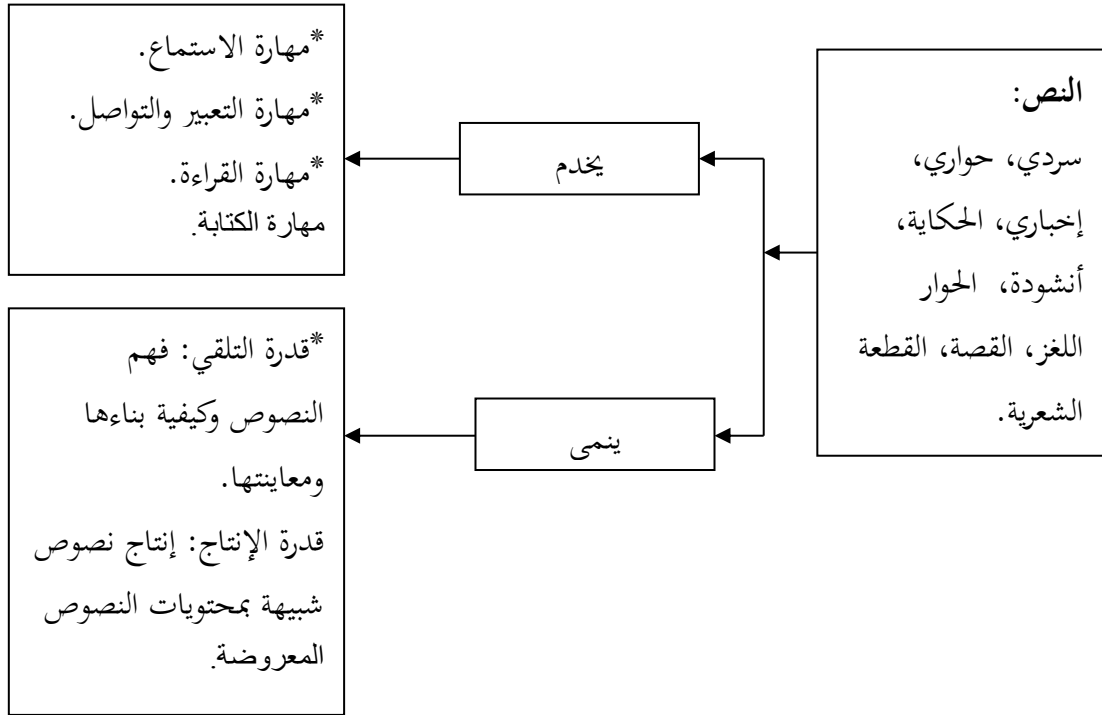 النص:
سردي، حواري،
إخباري، الحكاية،
أنشودة، الحوار
اللغز، القصة، القطعة
الشعرية.
يخدم
*مهارة الاستماع.
*مهارة التعبير والتواصل.
*مهارة القراءة.
مهارة الكتابة.
ينمى
*قدرة التلقي: فهم
النصوص وكيفية بناءها
ومعاينتها.
قدرة الإنتاج: إنتاج نصوص
شبيهة بمحتويات النصوص
المعروضة.